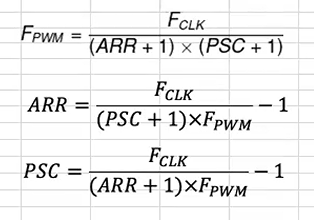 F_PWM = F_CLK / ((ARR + 1) × (PSC + 1))
ARR = F_CLK / ((PSC + 1)×F_PWM) − 1
PSC = F_CLK / ((ARR + 1)×F_PWM) − 1